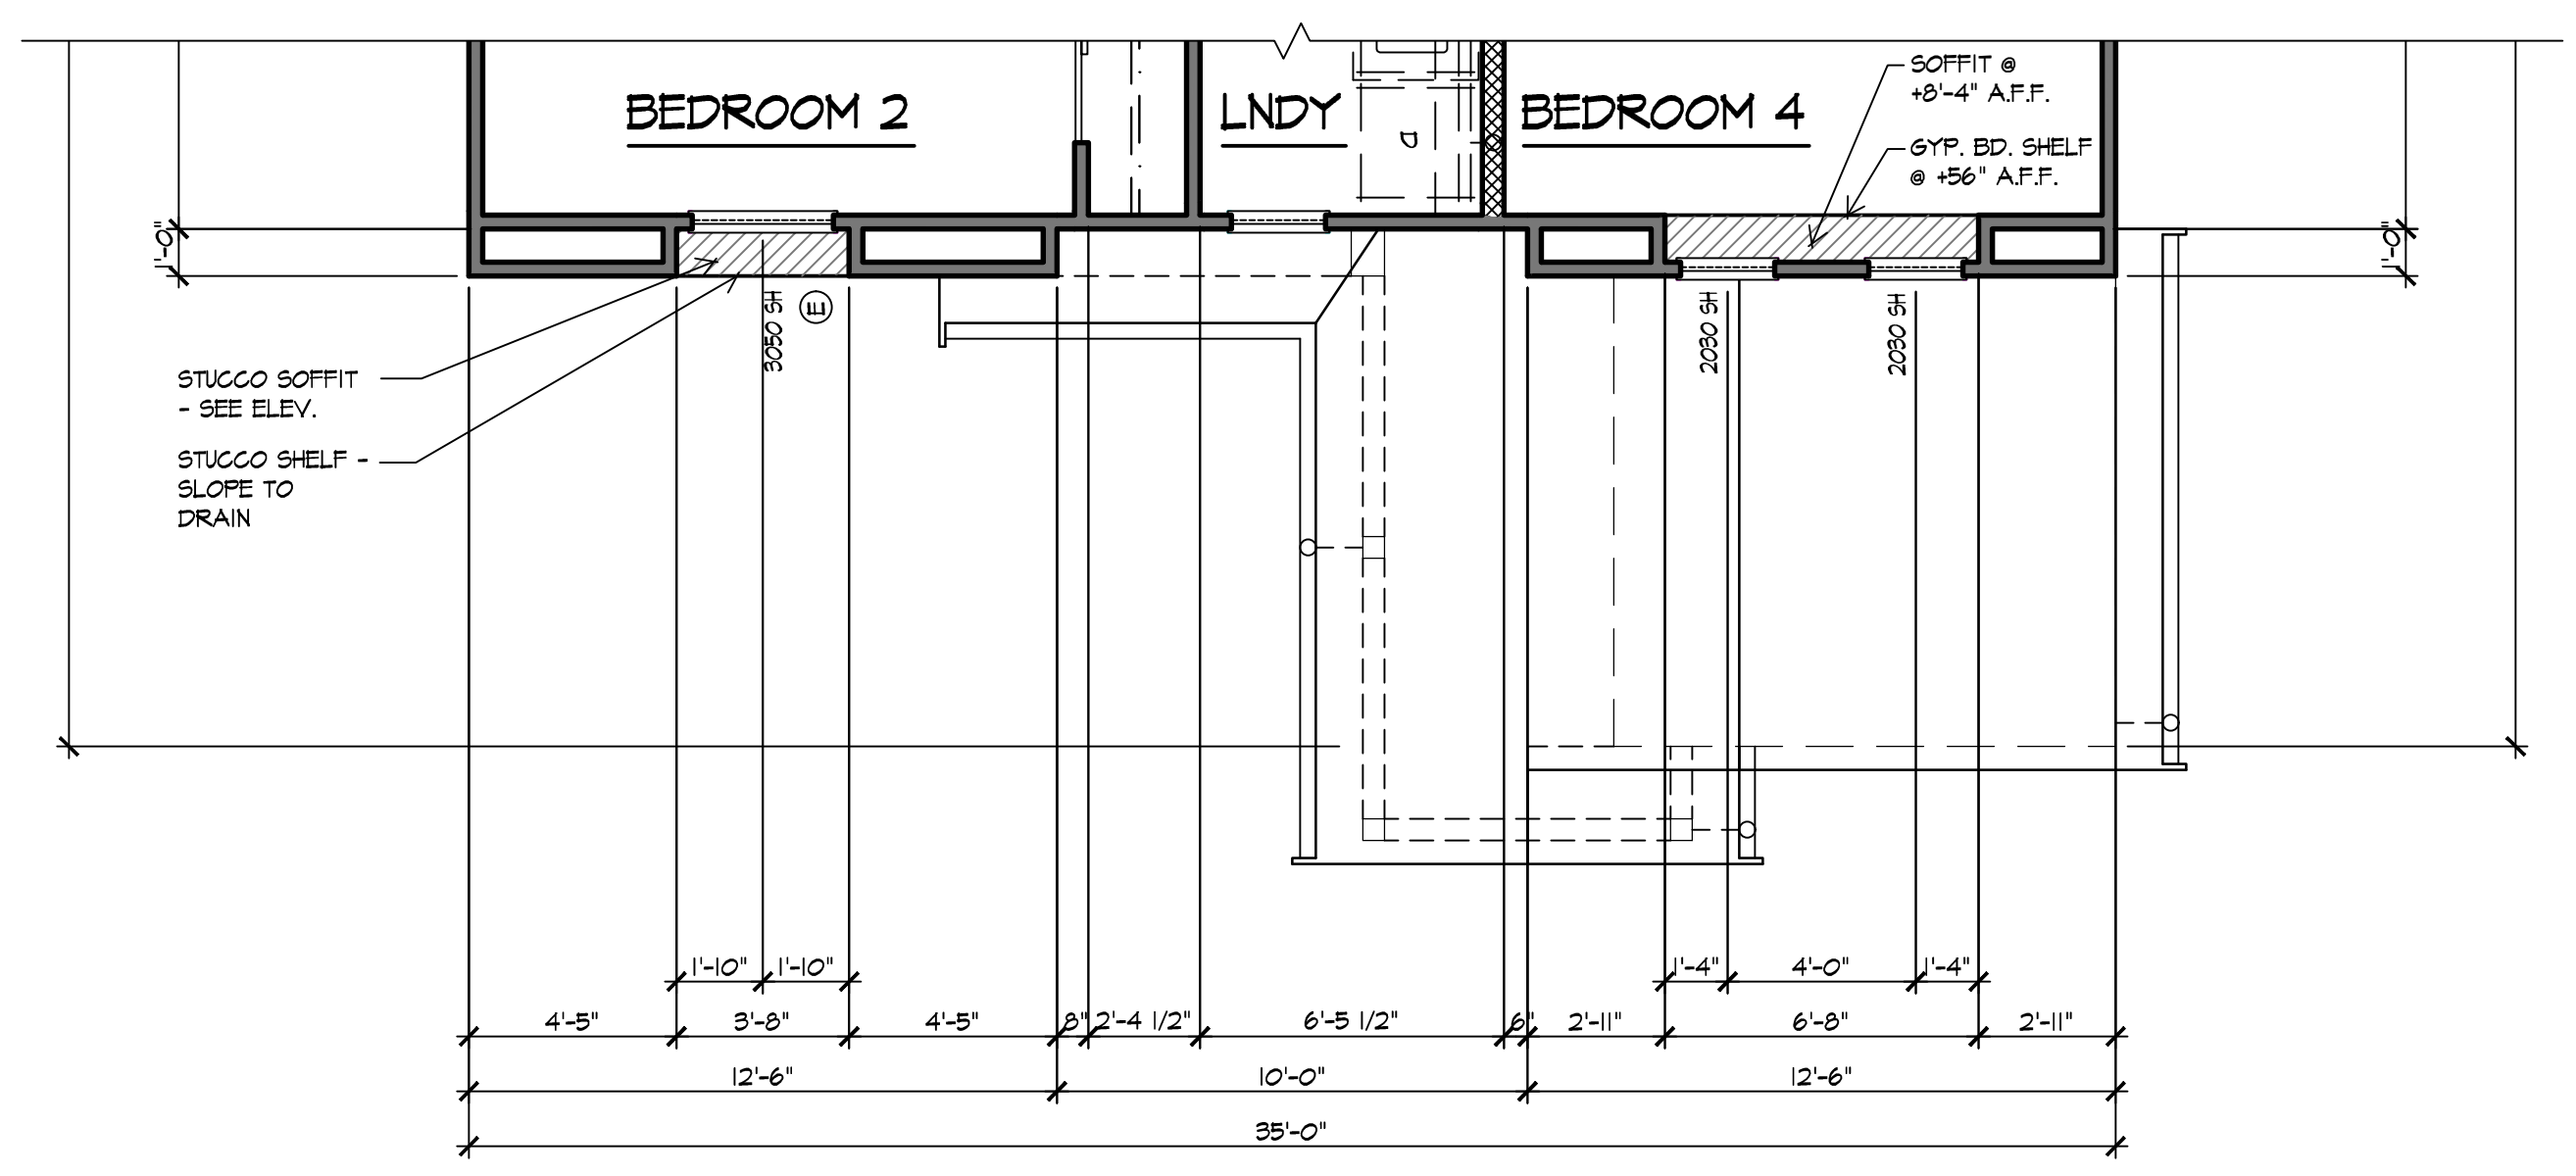 SOFFIT @
+8'-4" A.F.F.
BEDROOM 2
LNDY
BEDROOM 4
D
GYP. BD. SHELF
@ +56" A.F.F.
1'-0"
1'-0"
3050 SH
E
2030 SH
2030 SH
STUCCO SOFFIT
- SEE ELEV.
STUCCO SHELF -
SLOPE TO
DRAIN
1'-10" 1'-10" 1'-4" 4'-0" 1'-4"
4'-5" 3'-8" 4'-5" 8" 2'-4 1/2" 6'-5 1/2" 6" 2'-11" 6'-8" 2'-11"
12'-6" 10'-0" 12'-6"
35'-0"